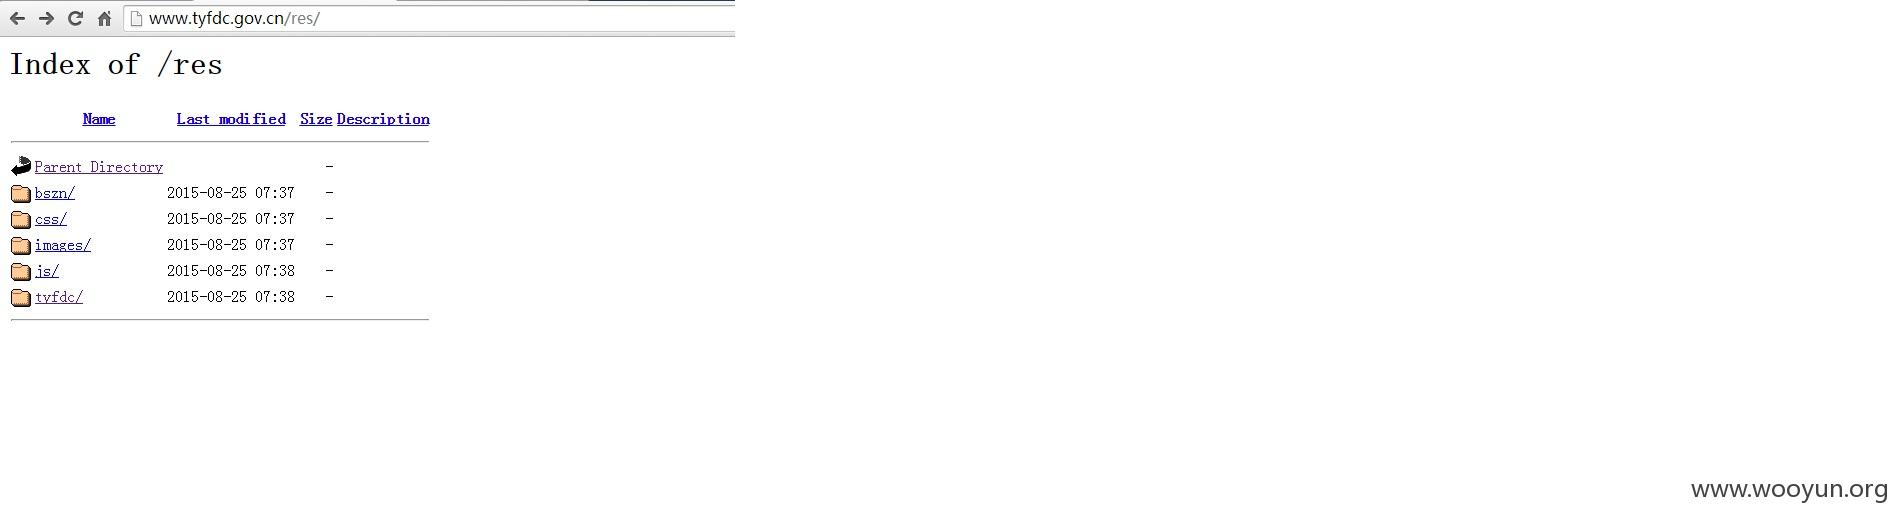 www.tyfdc.gov.cn/res/
Index of /res
Name Last modified Size Description
Parent Directory -
bszn/ 2015-08-25 07:37 -
css/ 2015-08-25 07:37 -
images/ 2015-08-25 07:37 -
js/ 2015-08-25 07:38 -
tyfdc/ 2015-08-25 07:38 -
www.wooyun.org